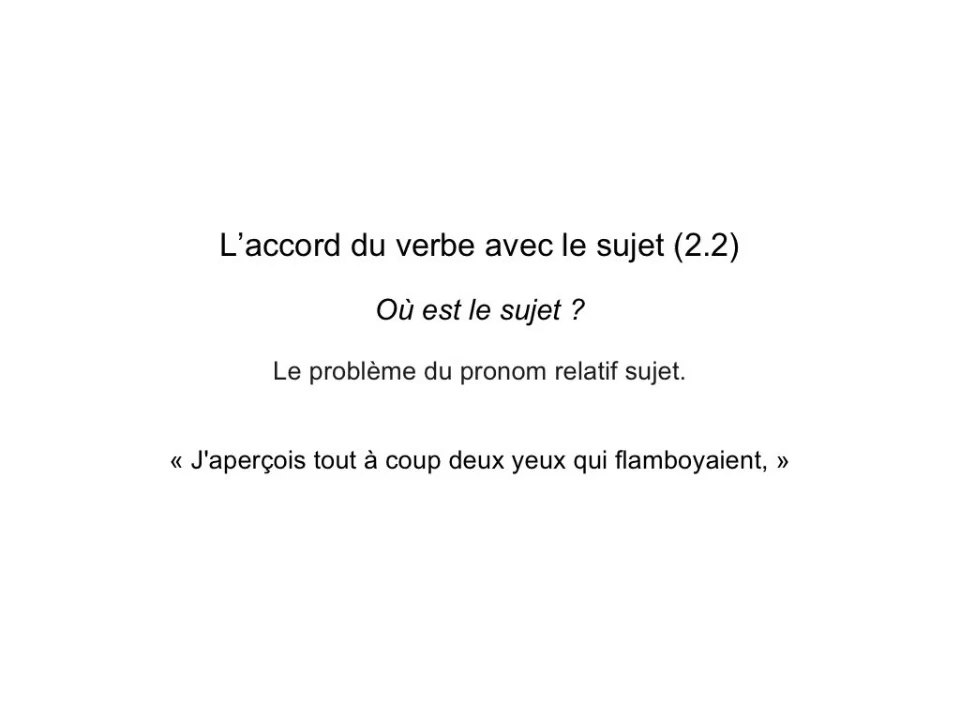 L’accord du verbe avec le sujet (2.2)
Où est le sujet ?
Le problème du pronom relatif sujet.
« J'aperçois tout à coup deux yeux qui flamboyaient, »